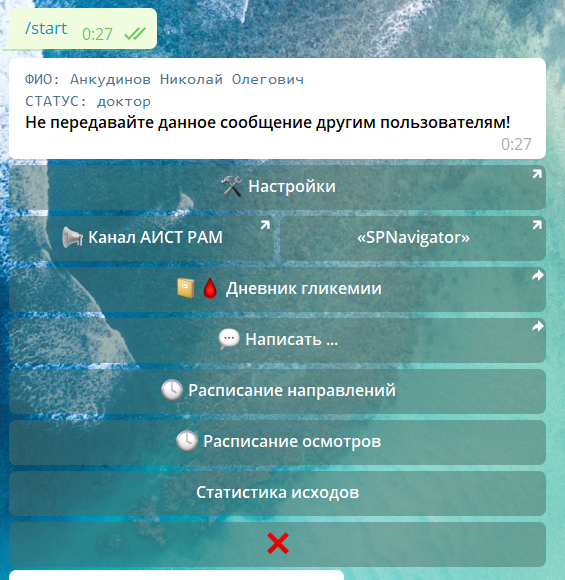 /start 0:27
ФИО: Анкудинов Николай Олегович
СТАТУС: доктор
Не передавайте данное сообщение другим пользователям!
0:27
Настройки
Канал АИСТ РАМ
«SPNavigator»
Дневник гликемии
Написать ...
Расписание направлений
Расписание осмотров
Статистика исходов